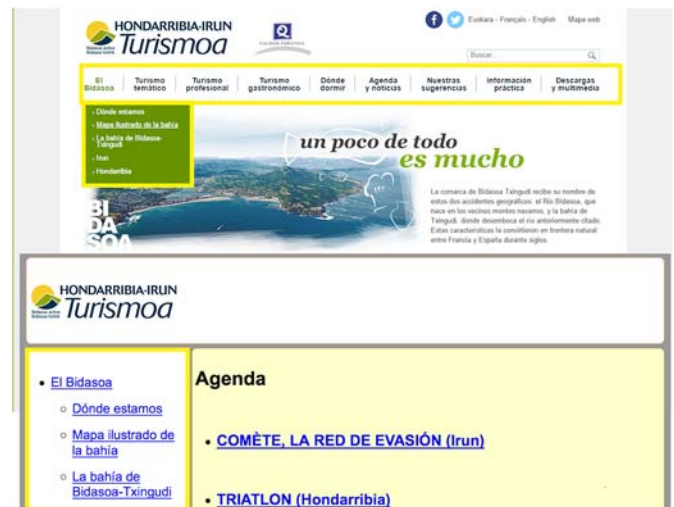 HONDARRIBIA-IRUN
Turismoa
Euskara - Français - English Mapa web
Buscar...
El Bidasoa
Turismo temático
Turismo profesional
Turismo gastronómico
Dónde dormir
Agenda y noticias
Nuestras sugerencias
Información práctica
Descargas y multimedia
Dónde estamos
Mapa ilustrado de la bahía
La bahía de Bidasoa-
Txingudi
Irun
Hondarribia
un poco de todo
es mucho
BI
DA
SOA
La comarca de Bidasoa Txingudi recibe su nombre de
estos dos accidentes geográficos: el Río Bidasoa, que
nace en los vecinos montes navarros, y la bahía de
Txingudi, donde desemboca el río anteriormente citado.
Estas características la convirtieron en frontera natural
entre Francia y España durante siglos.
HONDARRIBIA-IRUN
Turismoa
El Bidasoa
Dónde estamos
Mapa ilustrado de
la bahía
La bahía de
Bidasoa-Txingudi
Agenda
COMÈTE, LA RED DE EVASIÓN (Irun)
TRIATLON (Hondarribia)